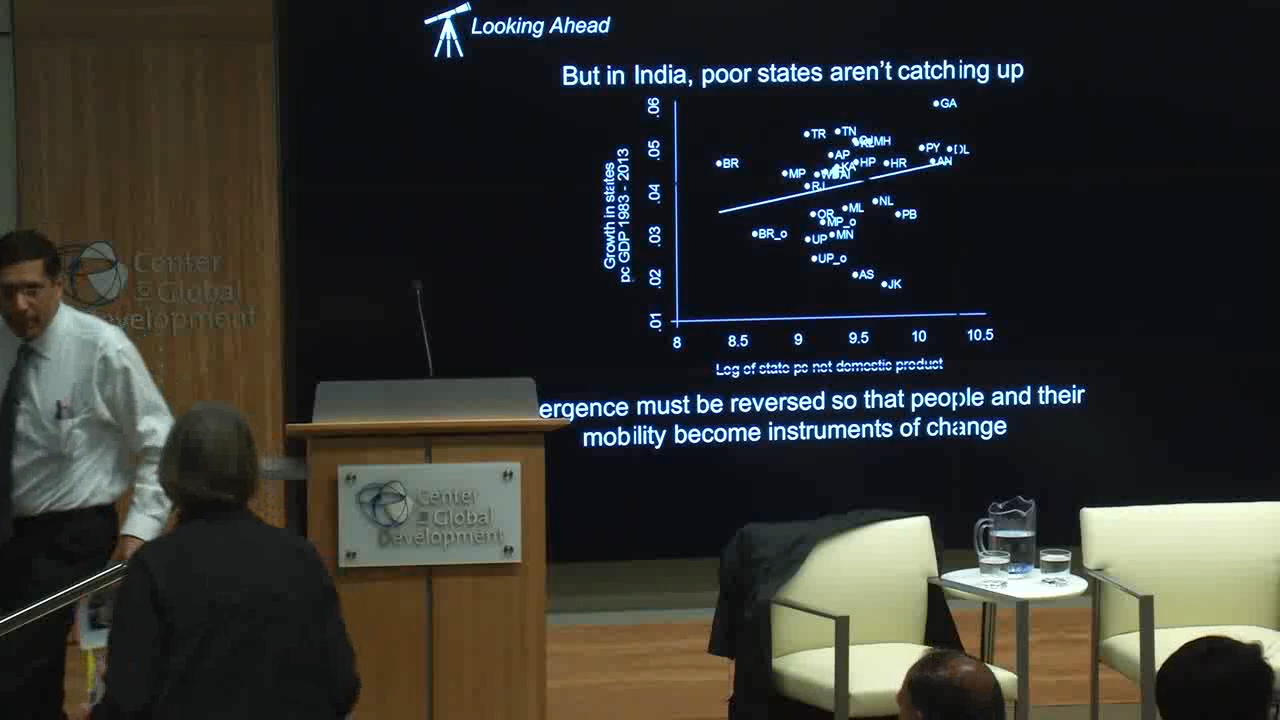 Looking Ahead
But in India, poor states aren't catching up
Growth in states
pc GDP 1983 - 2013
.06
.05
.04
.03
.02
.01
GA
TR
TN
MH
PY
DL
BR
AP
HP
HR
AN
MP
KA
RJ
NL
ML
PB
OR
MP_o
BR_o
UP
MN
UP_o
AS
JK
8
8.5
9
9.5
10
10.5
Log of state pc net domestic product
ergence must be reversed so that people and their
mobility become instruments of change
Center
for Global
Development
Center
for Global
Development